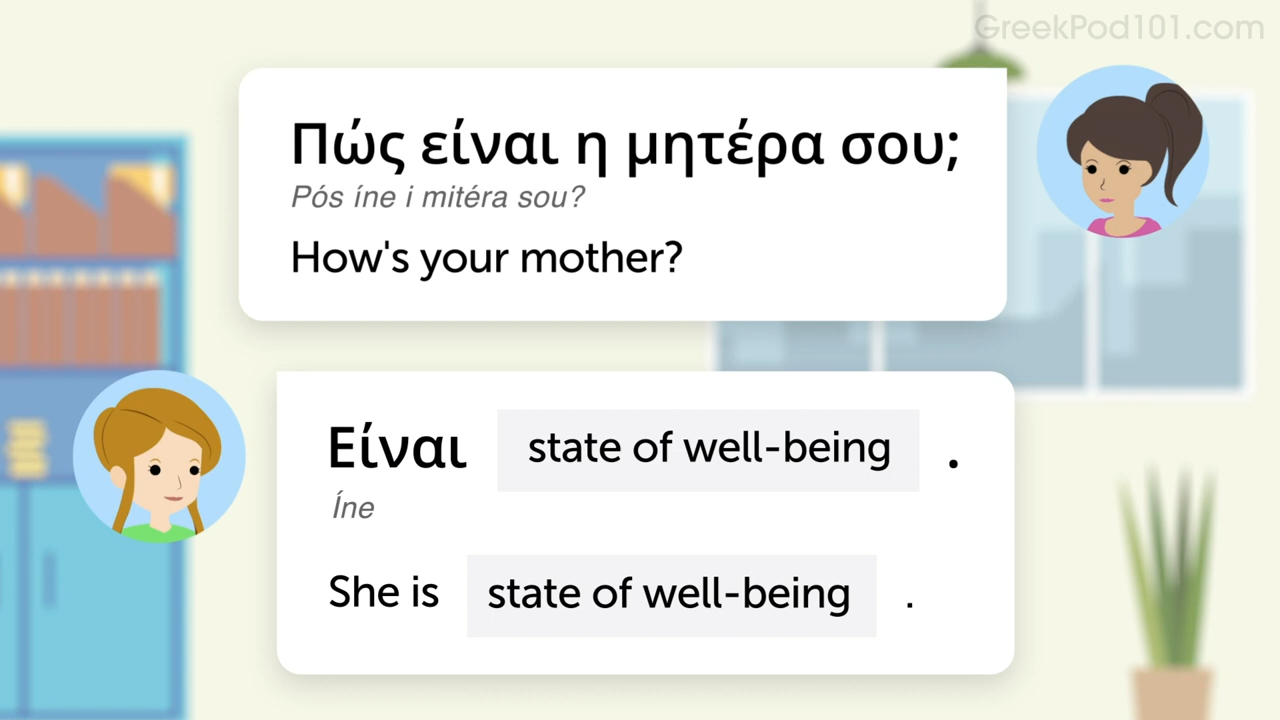 GreekPod101.com
Πώς είναι η μητέρα σου;
Pós íne i mitéra sou?
How's your mother?
Είναι state of well-being .
Íne
She is state of well-being .